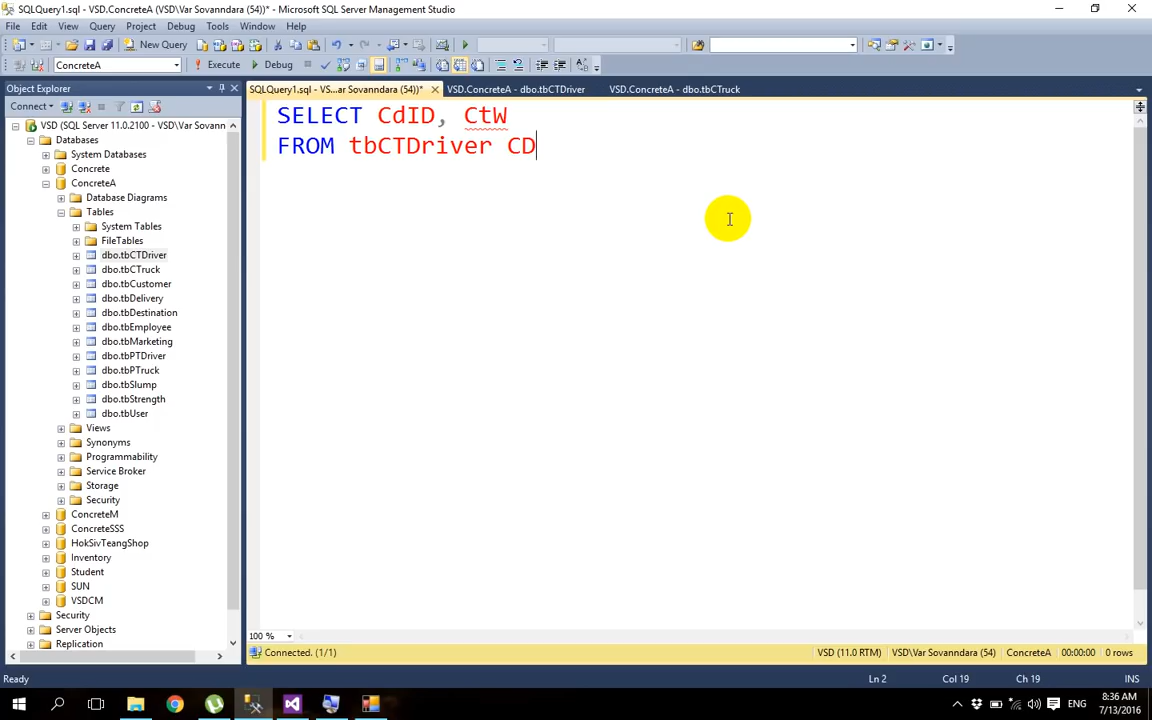 SQLQuery1.sql - VSD.ConcreteA (VSD\Var Sovanndara (54))* - Microsoft SQL Server Management Studio
File Edit View Query Project Debug Tools Window Help
New Query
ConcreteA Execute Debug
Object Explorer
SQLQuery1.sql - VS...ar Sovanndara (54))* VSD.ConcreteA - dbo.tbCTDriver VSD.ConcreteA - dbo.tbCTruck
Connect
SELECT CdID, CtW
FROM tbCTDriver CD
VSD (SQL Server 11.0.2100 - VSD\Var Sovann
Databases
System Databases
Concrete
ConcreteA
Database Diagrams
Tables
System Tables
FileTables
dbo.tbCTDriver
dbo.tbCTruck
dbo.tbCustomer
dbo.tbDelivery
dbo.tbDestination
dbo.tbEmployee
dbo.tbMarketing
dbo.tbPTDriver
dbo.tbPTruck
dbo.tbSlump
dbo.tbStrength
dbo.tbUser
Views
Synonyms
Programmability
Service Broker
Storage
Security
ConcreteM
ConcreteSSS
HokSivTeangShop
Inventory
Student
SUN
VSDCM
Security
Server Objects
Replication
100 %
Connected. (1/1) VSD (11.0 RTM) VSD\Var Sovanndara (54) ConcreteA 00:00:00 0 rows
Ready Ln 2 Col 19 Ch 19 INS
ENG
8:36 AM
7/13/2016